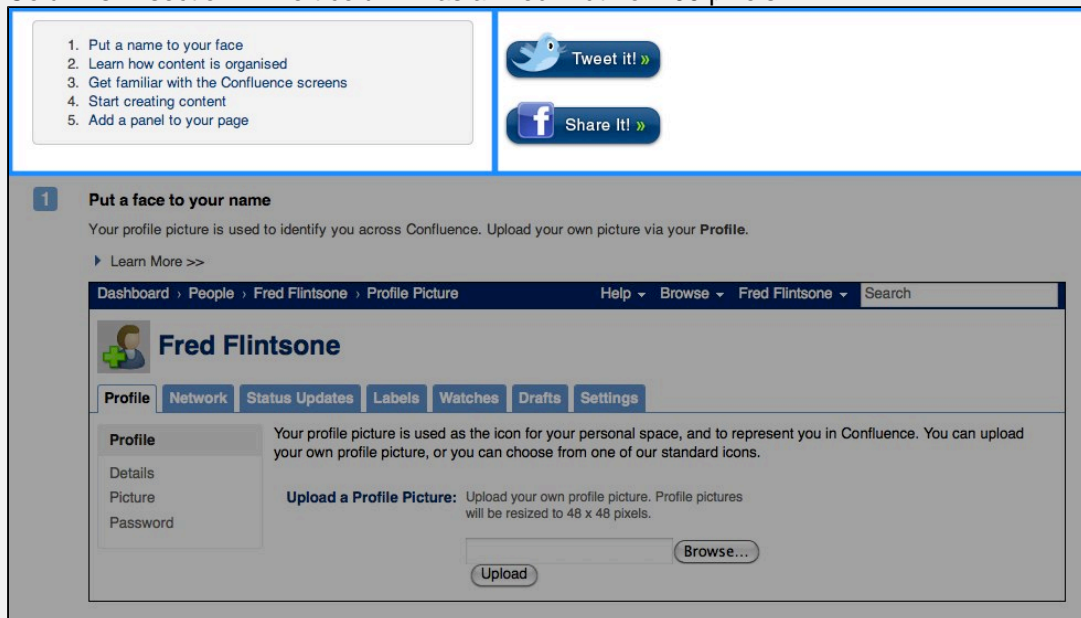 1. Put a name to your face
2. Learn how content is organised
3. Get familiar with the Confluence screens
4. Start creating content
5. Add a panel to your page
Tweet it! »
Share It! »
1 Put a face to your name
Your profile picture is used to identify you across Confluence. Upload your own picture via your Profile.
Learn More >>
Dashboard › People › Fred Flintsone › Profile Picture Help Browse Fred Flintsone Search
Fred Flintsone
Profile Network Status Updates Labels Watches Drafts Settings
Profile
Details
Picture
Password
Your profile picture is used as the icon for your personal space, and to represent you in Confluence. You can upload
your own profile picture, or you can choose from one of our standard icons.
Upload a Profile Picture: Upload your own profile picture. Profile pictures
will be resized to 48 x 48 pixels.
Browse...
Upload